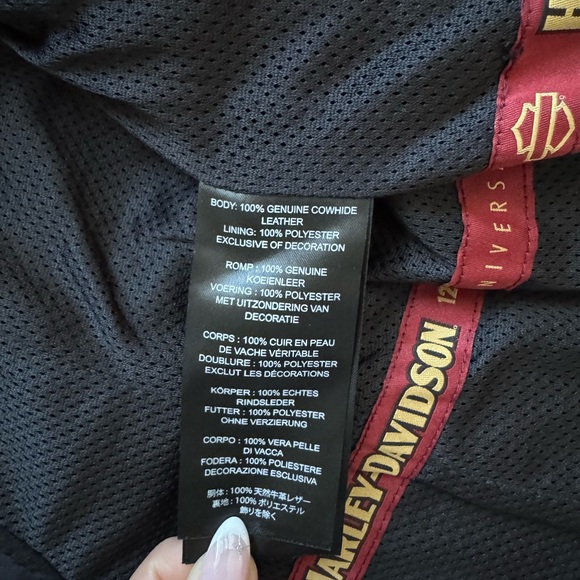 BODY: 100% GENUINE COWHIDE
LEATHER
LINING: 100% POLYESTER
EXCLUSIVE OF DECORATION
ROMP : 100% GENUINE
KOEIENLEER
VOERING : 100% POLYESTER
MET UITZONDERING VAN
DECORATIE
CORPS : 100% CUIR EN PEAU
DE VACHE VÉRITABLE
DOUBLURE : 100% POLYESTER
EXCLUT LES DÉCORATIONS
KÖRPER : 100% ECHTES
RINDSLEDER
FUTTER : 100% POLYESTER
OHNE VERZIERUNG
CORPO : 100% VERA PELLE
DI VACCA
FODERA : 100% POLIESTERE
DECORAZIONE ESCLUSIVA
胴体 : 100% 天然牛革レザー
裏地 : 100% ポリエステル
飾りを除く
HARLEY-DAVIDSON